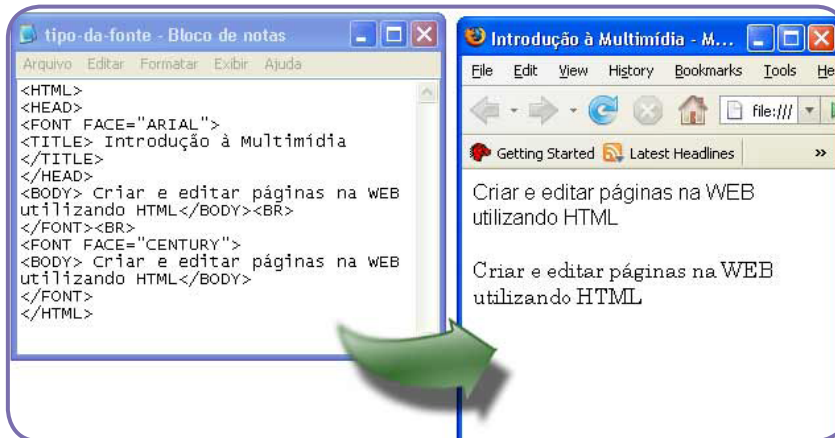 tipo-da-fonte - Bloco de notas
Arquivo Editar Formatar Exibir Ajuda
<HTML>
<HEAD>
<FONT FACE="ARIAL">
<TITLE> Introdução à Multimídia
</TITLE>
</HEAD>
<BODY> Criar e editar páginas na WEB
utilizando HTML</BODY><BR>
</FONT><BR>
<FONT FACE="CENTURY">
<BODY> Criar e editar páginas na WEB
utilizando HTML</BODY>
</FONT>
</HTML>
Introdução à Multimídia - M...
File Edit View History Bookmarks Tools He
file:///
Getting Started Latest Headlines »
Criar e editar páginas na WEB
utilizando HTML
Criar e editar páginas na WEB
utilizando HTML